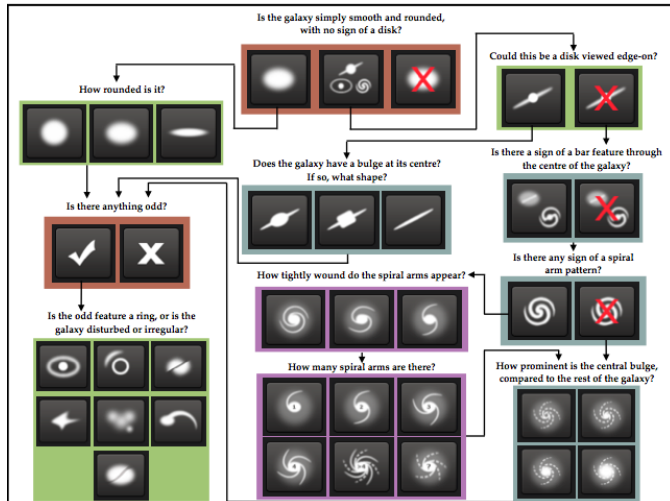 Is the galaxy simply smooth and rounded,
with no sign of a disk?
Could this be a disk viewed edge-on?
How rounded is it?
Is there a sign of a bar feature through
the centre of the galaxy?
Does the galaxy have a bulge at its centre?
If so, what shape?
Is there anything odd?
Is there any sign of a spiral
arm pattern?
How tightly wound do the spiral arms appear?
Is the odd feature a ring, or is the
galaxy disturbed or irregular?
How many spiral arms are there?
How prominent is the central bulge,
compared to the rest of the galaxy?
1
2
3
4